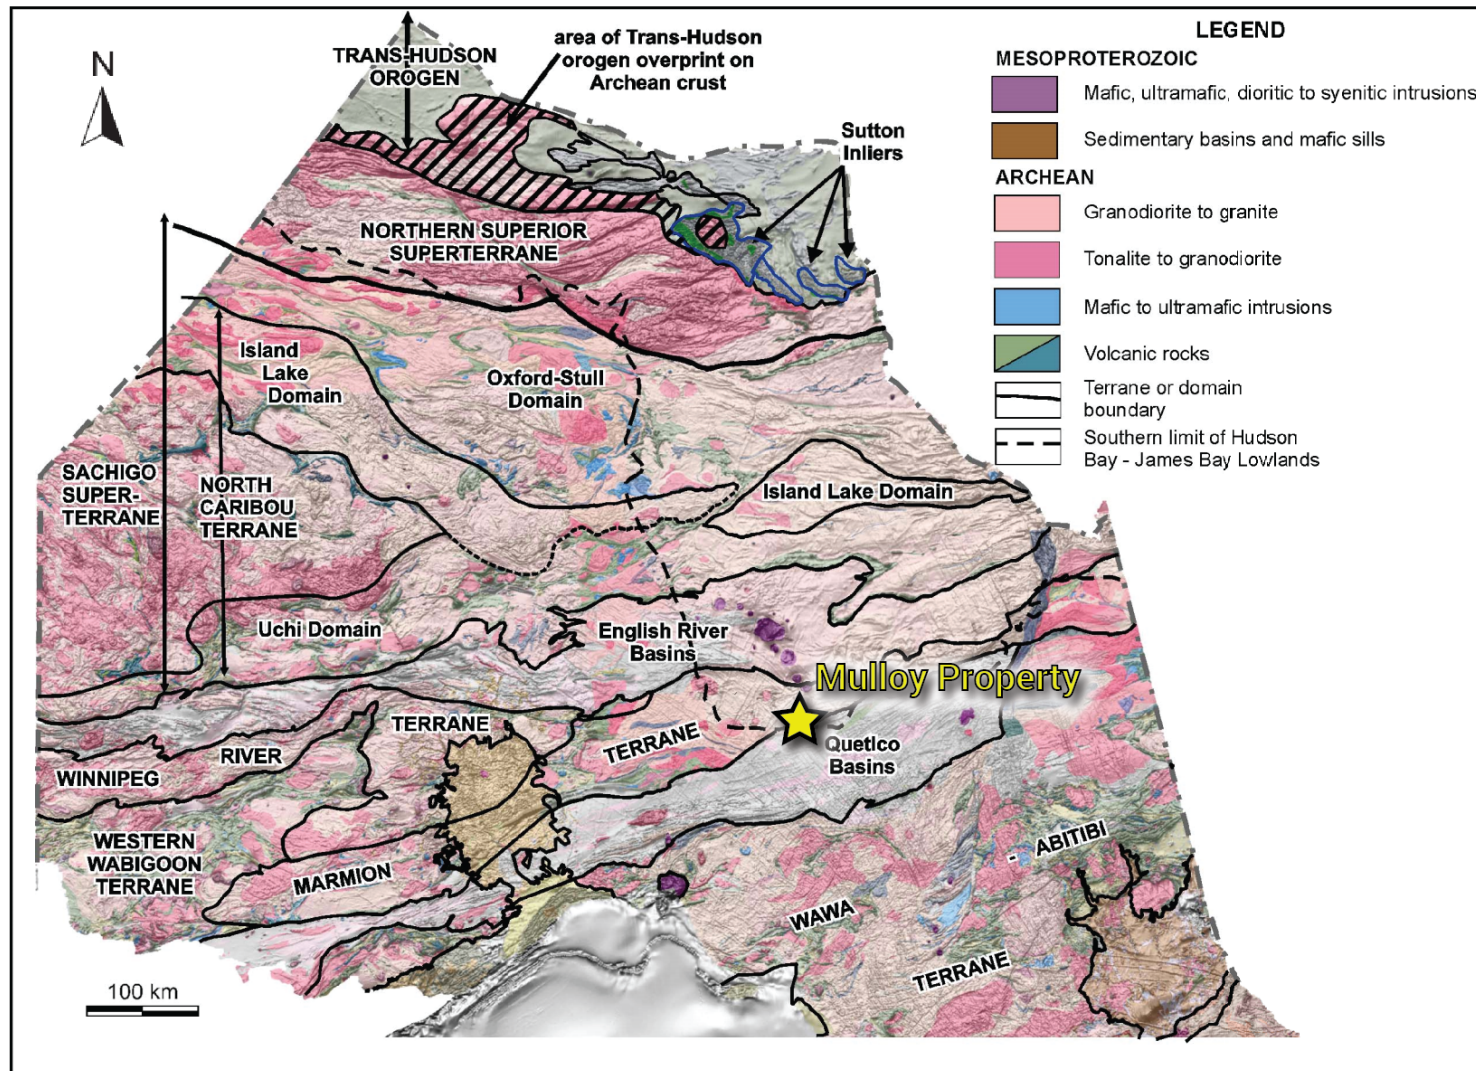 LEGEND
MESOPROTEROZOIC
Mafic, ultramafic, dioritic to syenitic intrusions
Sedimentary basins and mafic sills
ARCHEAN
Granodiorite to granite
Tonalite to granodiorite
Mafic to ultramafic intrusions
Volcanic rocks
Terrane or domain
boundary
Southern limit of Hudson
Bay - James Bay Lowlands
N
TRANS-HUDSON
OROGEN
area of Trans-Hudson
orogen overprint on
Archean crust
Sutton
Inliers
NORTHERN SUPERIOR
SUPERTERRANE
Island
Lake
Domain
Oxford-Stull
Domain
SACHIGO
SUPER-
TERRANE
NORTH
CARIBOU
TERRANE
Island Lake Domain
Uchi Domain
English River
Basins
Mulloy Property
TERRANE
RIVER
WINNIPEG
TERRANE
Quetico
Basins
WESTERN
WABIGOON
TERRANE
MARMION
WAWA
- ABITIBI
TERRANE
100 km